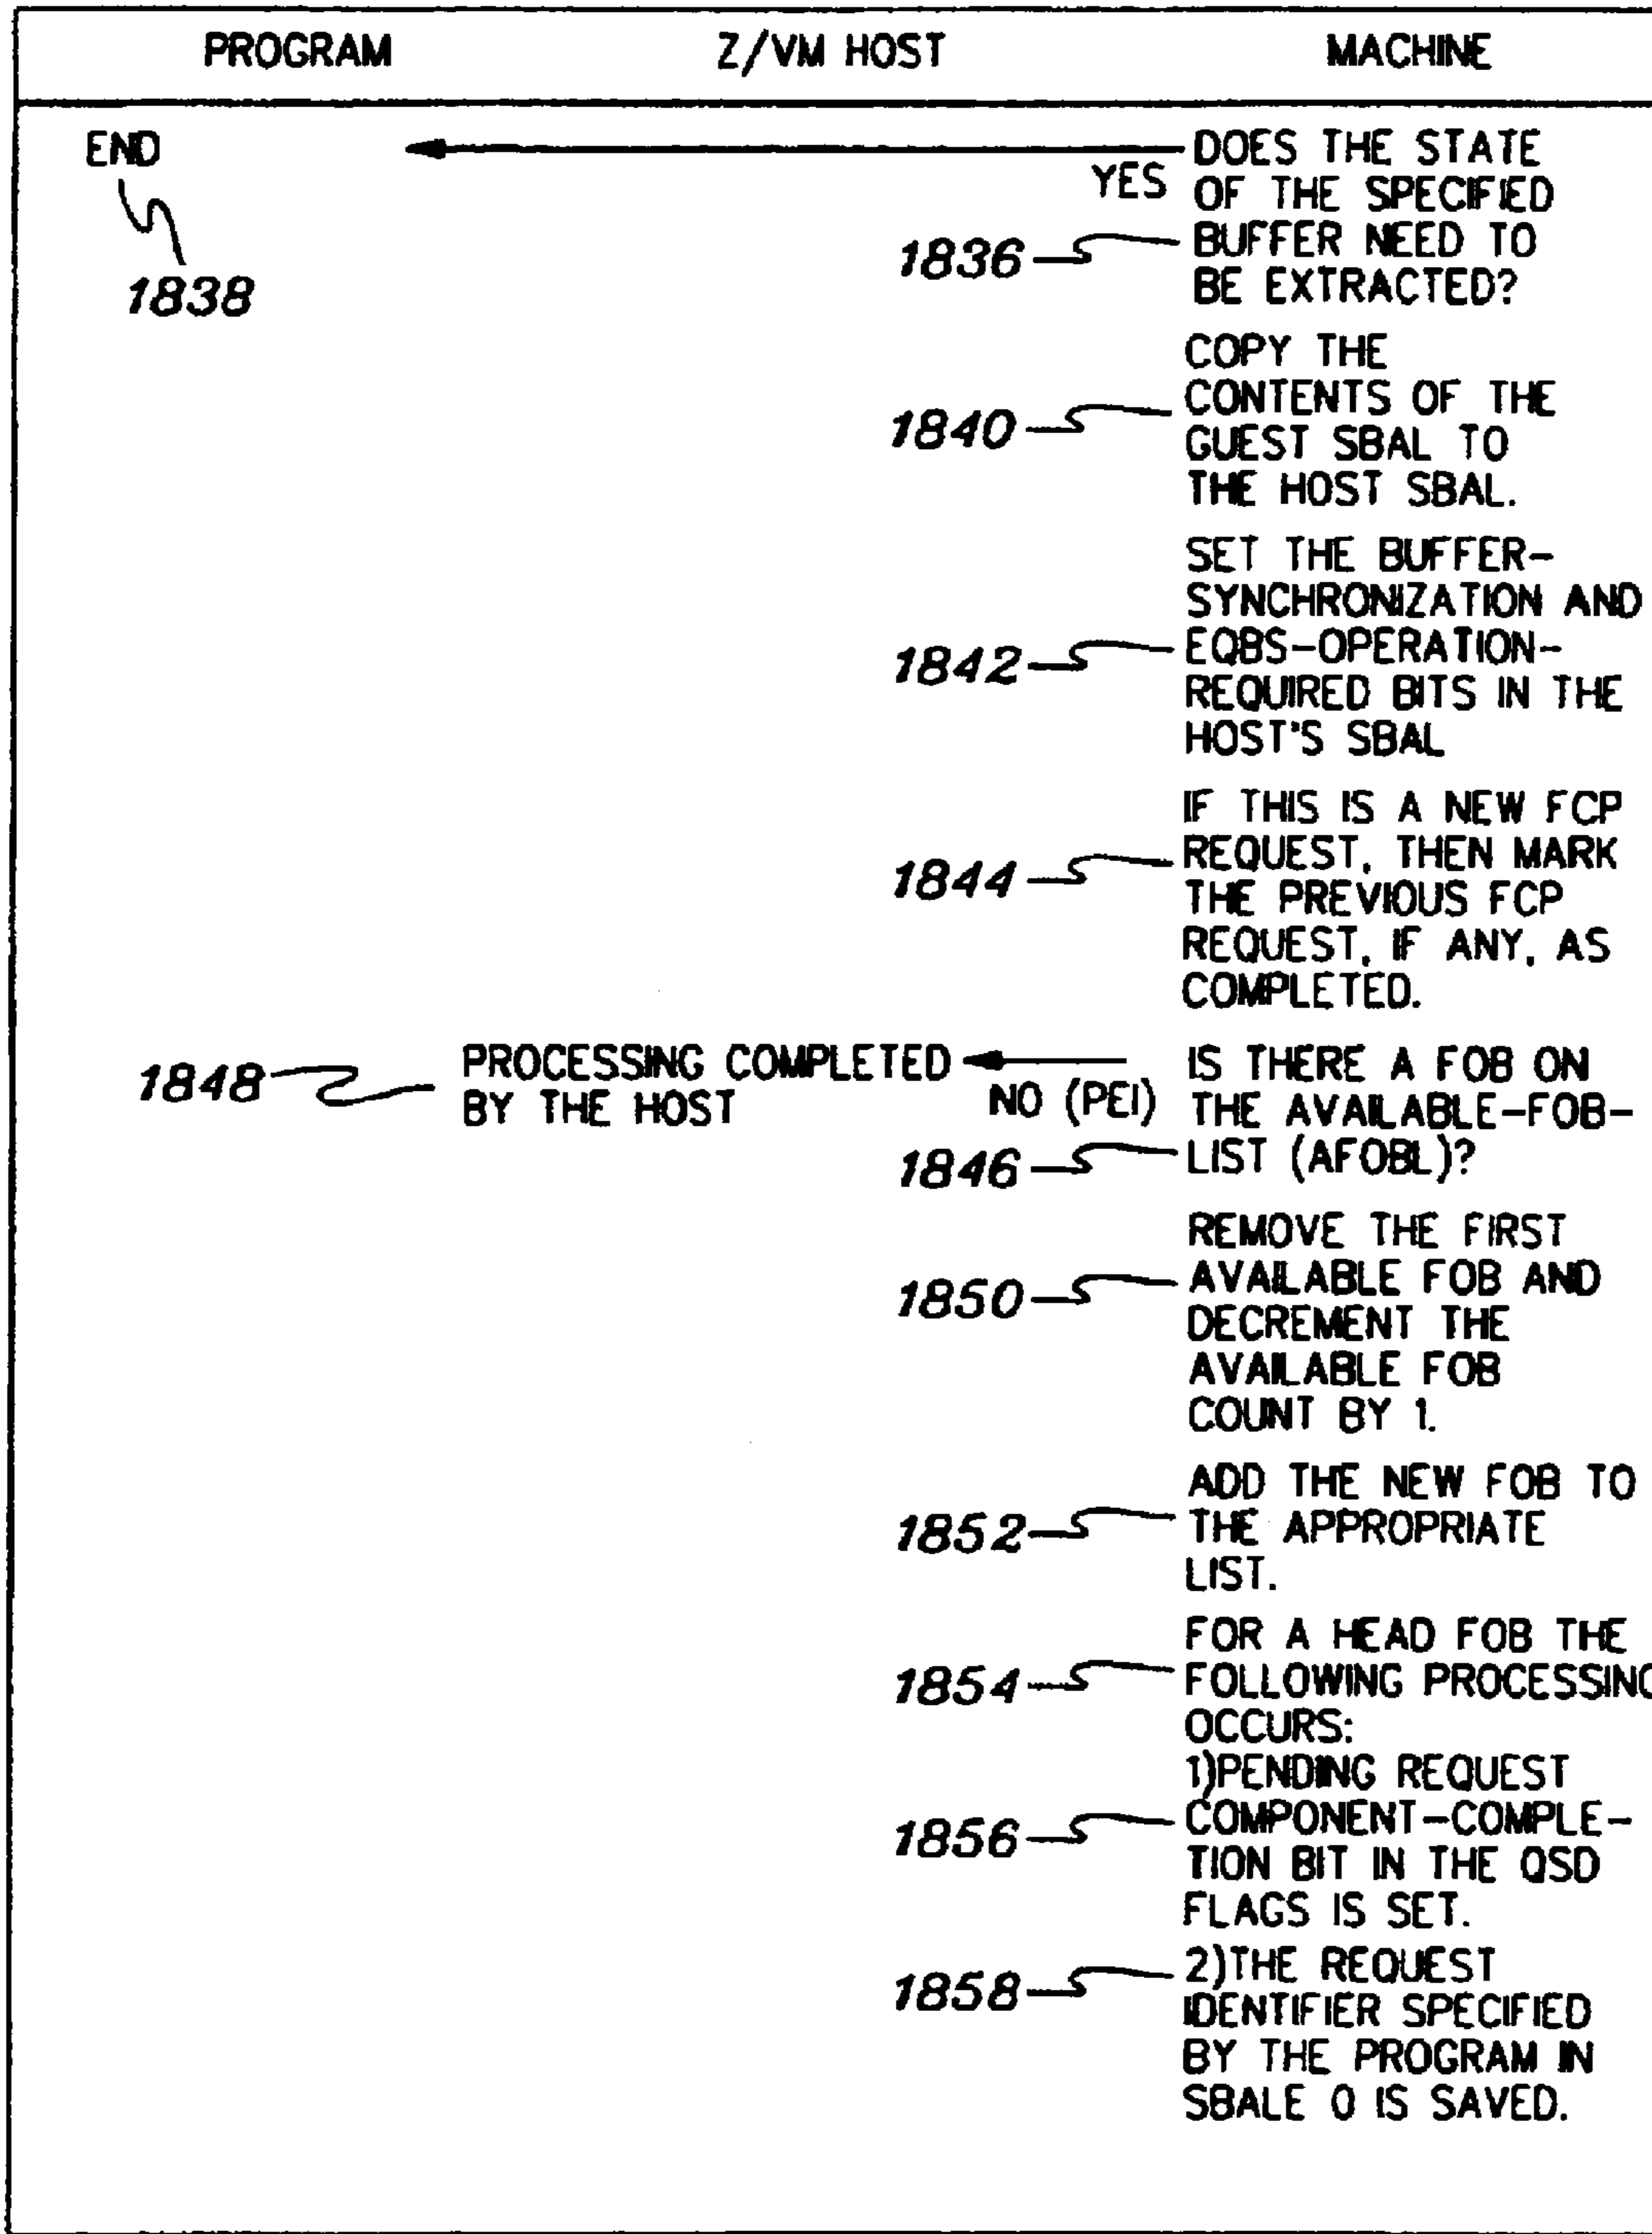 PROGRAM Z/VM HOST MACHINE
END
1838
YES
1836
DOES THE STATE
OF THE SPECIFIED
BUFFER NEED TO
BE EXTRACTED?
1840
COPY THE
CONTENTS OF THE
GUEST SBAL TO
THE HOST SBAL.
1842
SET THE BUFFER-
SYNCHRONIZATION AND
EQBS-OPERATION-
REQUIRED BITS IN THE
HOST'S SBAL
1844
IF THIS IS A NEW FCP
REQUEST, THEN MARK
THE PREVIOUS FCP
REQUEST, IF ANY, AS
COMPLETED.
1848
PROCESSING COMPLETED
BY THE HOST
NO (PEI)
1846
IS THERE A FOB ON
THE AVAILABLE-FOB-
LIST (AFOBL)?
1850
REMOVE THE FIRST
AVAILABLE FOB AND
DECREMENT THE
AVAILABLE FOB
COUNT BY 1.
1852
ADD THE NEW FOB TO
THE APPROPRIATE
LIST.
1854
FOR A HEAD FOB THE
FOLLOWING PROCESSING
OCCURS:
1856
1)PENDING REQUEST
COMPONENT-COMPLE-
TION BIT IN THE QSD
FLAGS IS SET.
1858
2)THE REQUEST
IDENTIFIER SPECIFIED
BY THE PROGRAM IN
SBALE 0 IS SAVED.